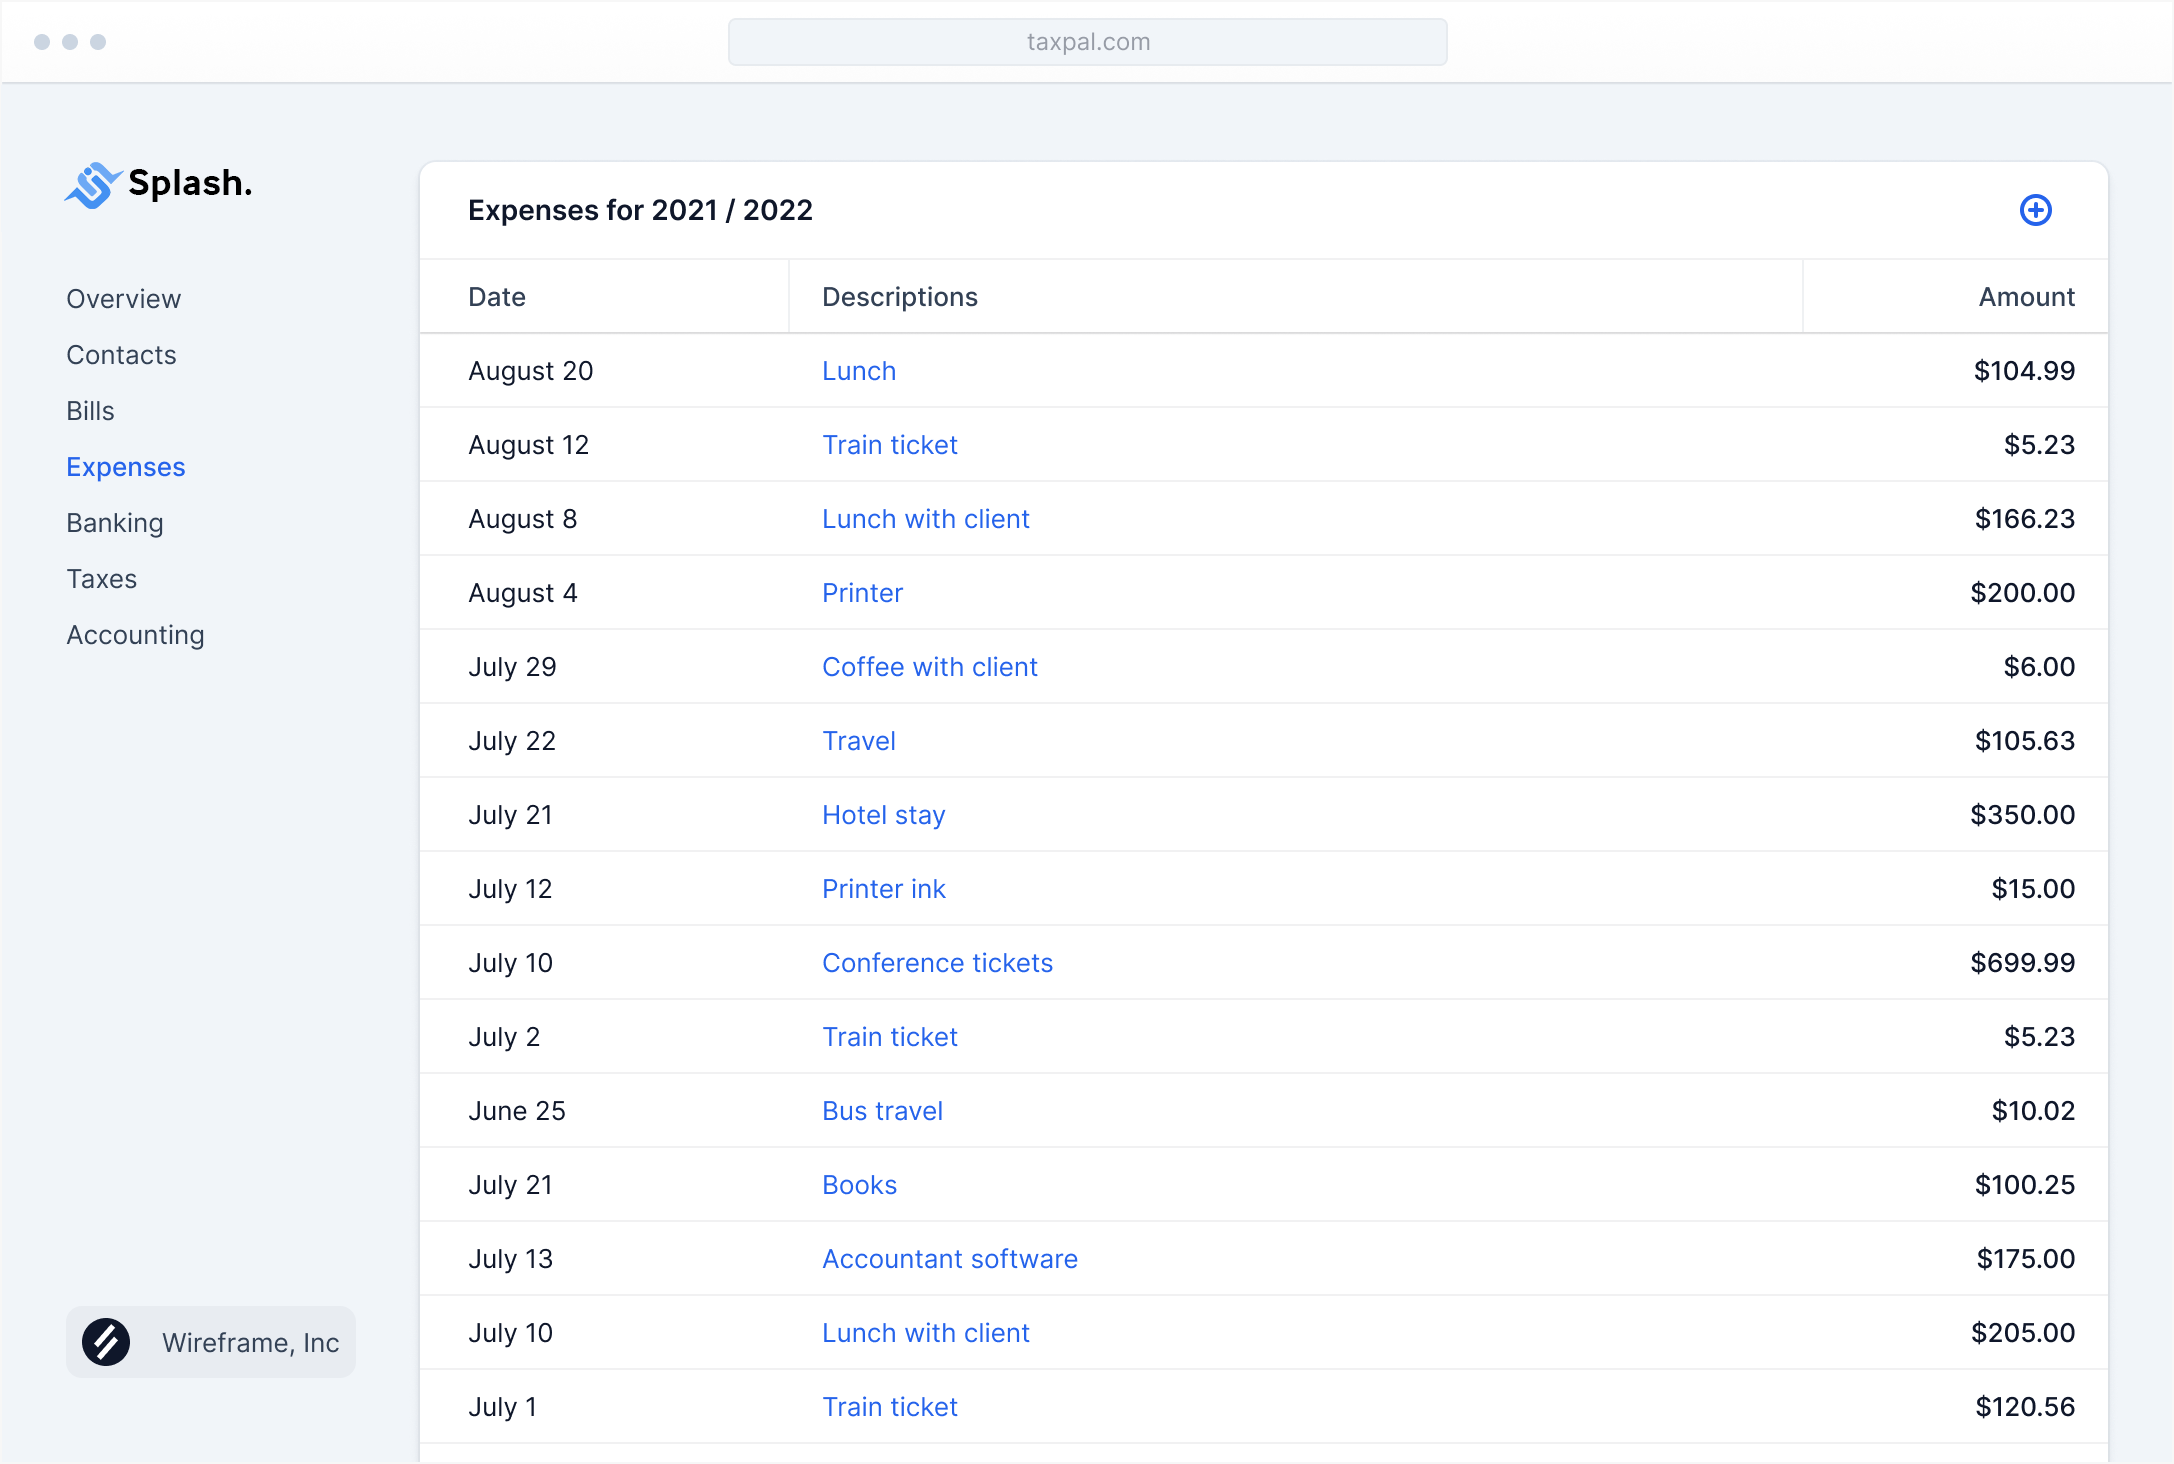 taxpal.com
Splash.
Overview
Contacts
Bills
Expenses
Banking
Taxes
Accounting
Wireframe, Inc
Expenses for 2021 / 2022
Date Descriptions Amount
August 20 Lunch $104.99
August 12 Train ticket $5.23
August 8 Lunch with client $166.23
August 4 Printer $200.00
July 29 Coffee with client $6.00
July 22 Travel $105.63
July 21 Hotel stay $350.00
July 12 Printer ink $15.00
July 10 Conference tickets $699.99
July 2 Train ticket $5.23
June 25 Bus travel $10.02
July 21 Books $100.25
July 13 Accountant software $175.00
July 10 Lunch with client $205.00
July 1 Train ticket $120.56